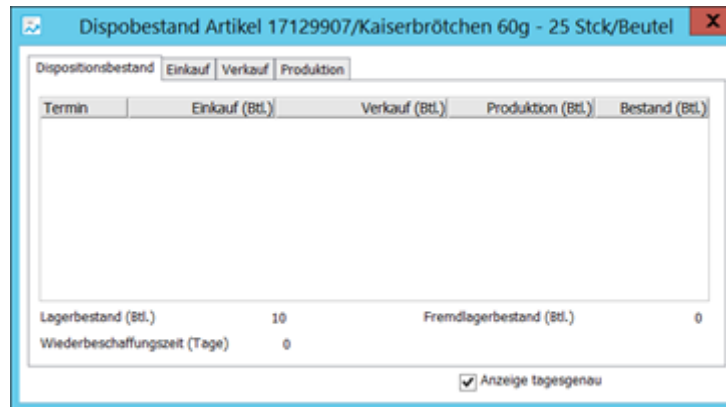 Dispobestand Artikel 17129907/Kaiserbrötchen 60g - 25 Stck/Beutel x
Dispositionsbestand Einkauf Verkauf Produktion
Termin Einkauf (Btl.) Verkauf (Btl.) Produktion (Btl.) Bestand (Btl.)
Lagerbestand (Btl.) 10 Fremdlagerbestand (Btl.) 0
Wiederbeschaffungszeit (Tage) 0
Anzeige tagesgenau